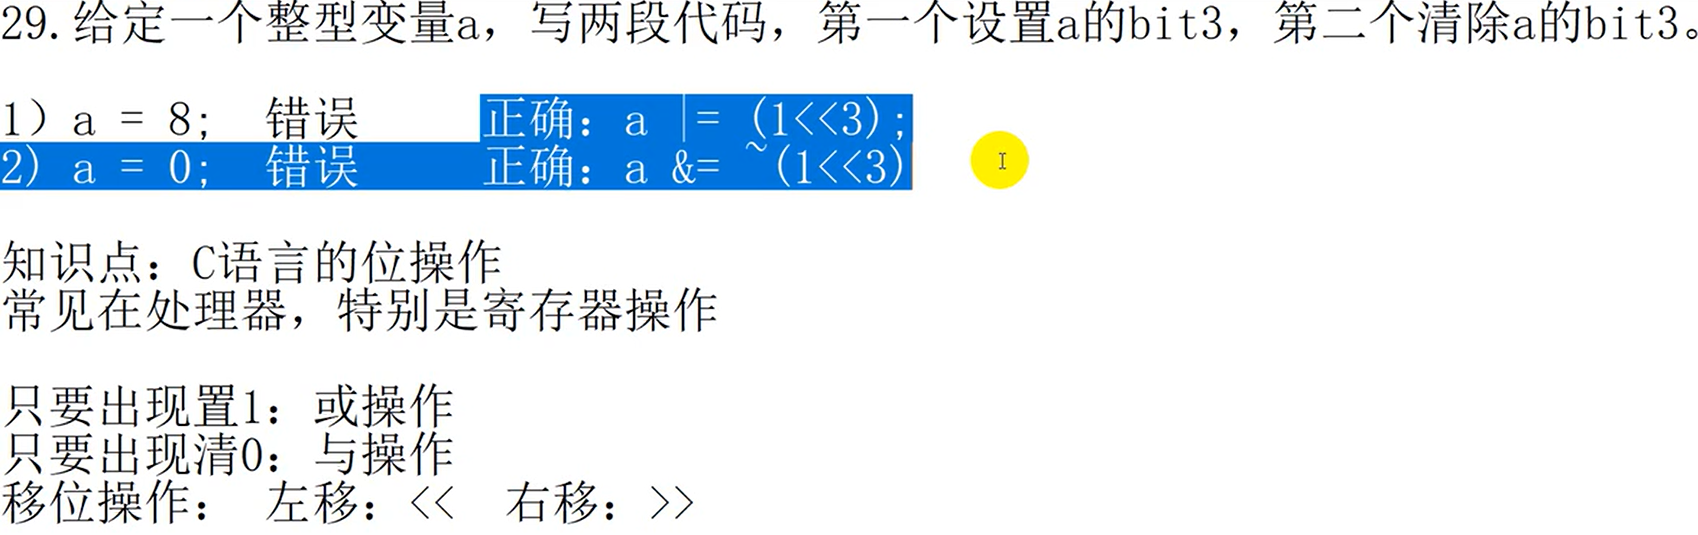 29.给定一个整型变量a，写两段代码，第一个设置a的bit3，第二个清除a的bit3。
1）a = 8;  错误    正确：a |= (1<<3);
2) a = 0;  错误    正确：a &= ~(1<<3)
知识点：C语言的位操作
常见在处理器，特别是寄存器操作
只要出现置1：或操作
只要出现清0：与操作
移位操作： 左移：<<  右移：>>